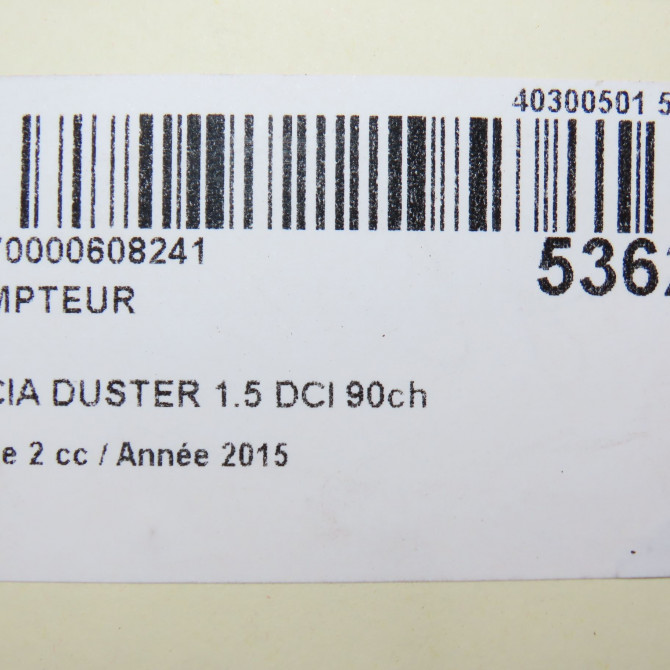 40300501 5
70000608241
536
MPTEUR
CIA DUSTER 1.5 DCI 90ch
e 2 cc / Année 2015